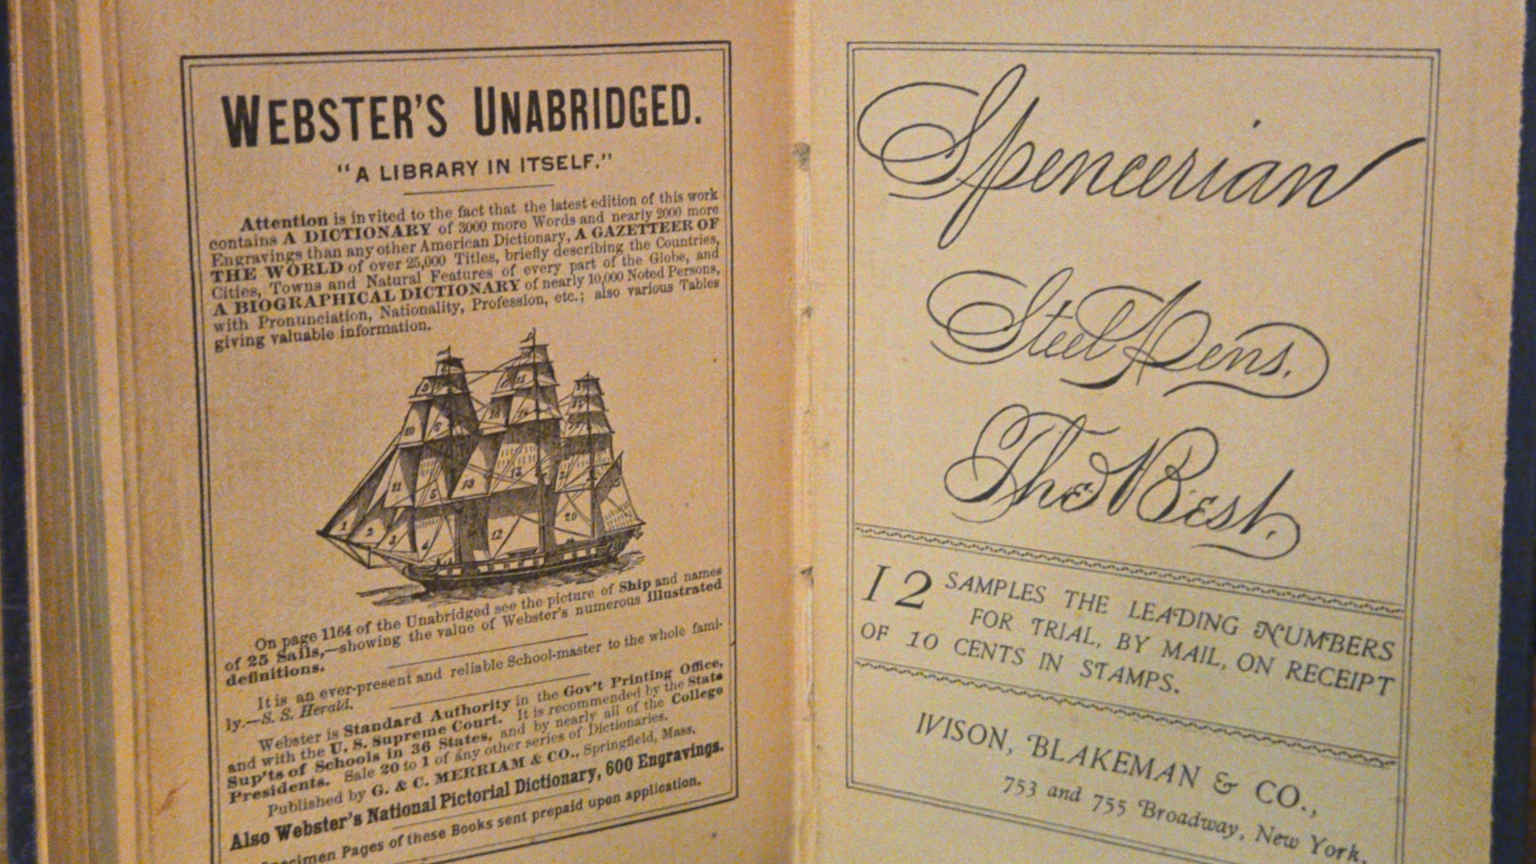 WEBSTER'S UNABRIDGED.
"A LIBRARY IN ITSELF."
Attention is invited to the fact that the latest edition of this work
contains A DICTIONARY of 3000 more Words and nearly 2000 more
Engravings than any other American Dictionary, A GAZETTEER OF
THE WORLD of over 25,000 Titles, briefly describing the Countries,
Cities, Towns and Natural Features of every part of the Globe, and
A BIOGRAPHICAL DICTIONARY of nearly 10,000 Noted Persons,
with Pronunciation, Nationality, Profession, etc.; also various Tables
giving valuable information.
On page 1164 of the Unabridged see the picture of Ship and names
of 25 Sails,—showing the value of Webster's numerous Illustrated
definitions.
It is an ever-present and reliable School-master to the whole fami-
ly.—S. S. Herald.
Webster is Standard Authority in the Gov't Printing Office,
and with the U. S. Supreme Court. It is recommended by the State
Sup'ts of Schools in 36 States, and by nearly all of the College
Presidents. Sale 20 to 1 of any other series of Dictionaries.
Published by G. & C. MERRIAM & CO., Springfield, Mass.
Also Webster's National Pictorial Dictionary, 600 Engravings.
Specimen Pages of these Books sent prepaid upon application.
Spencerian
Steel Pens.
The Best.
12 SAMPLES THE LEADING NUMBERS
FOR TRIAL, BY MAIL, ON RECEIPT
OF 10 CENTS IN STAMPS.
IVISON, BLAKEMAN & CO.,
753 and 755 Broadway, New York.